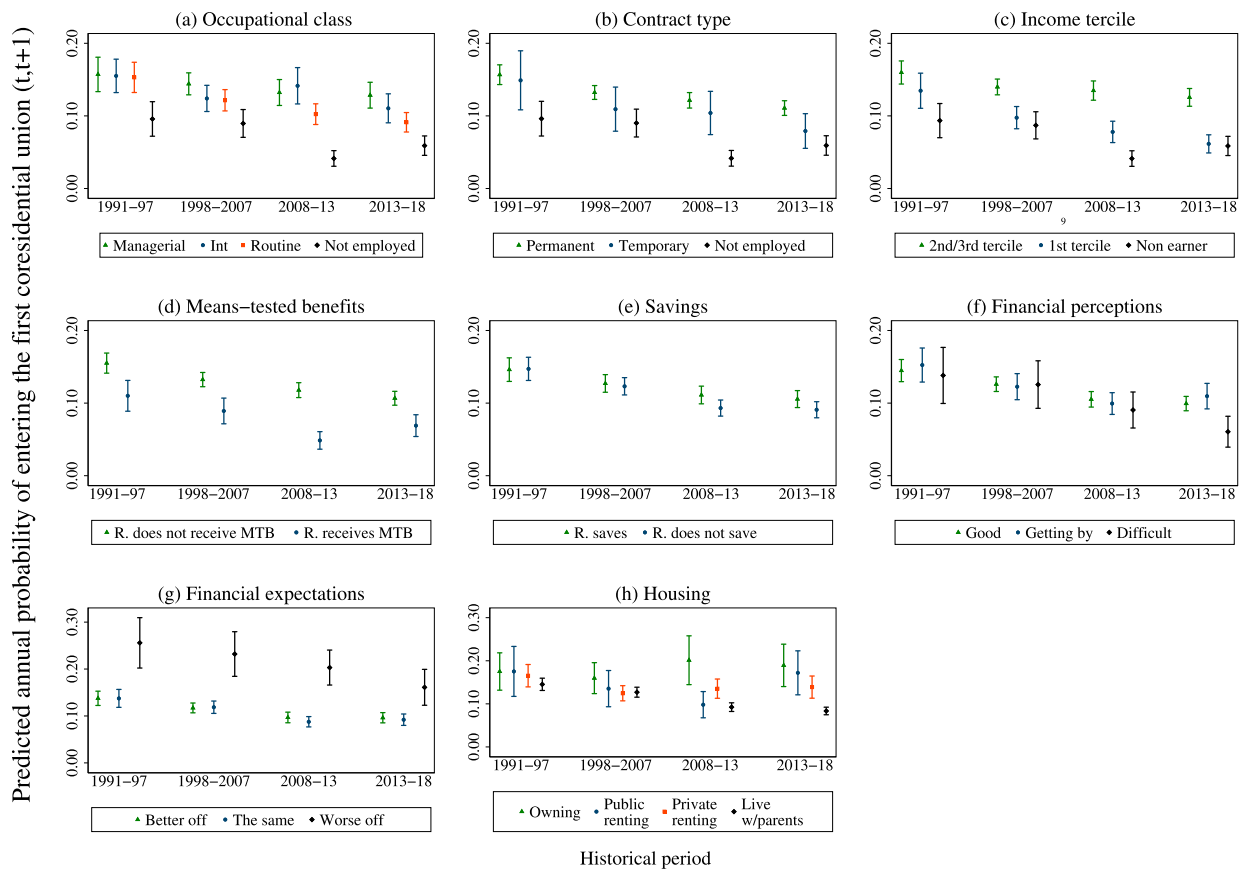 Predicted annual probability of entering the first coresidential union (t,t+1)
(a) Occupational class
0.20
0.10
0.00
1991−97 1998−2007 2008−13 2013−18
Managerial Int Routine Not employed
(b) Contract type
0.20
0.10
0.00
1991−97 1998−2007 2008−13 2013−18
Permanent Temporary Not employed
(c) Income tercile
0.20
0.10
0.00
1991−97 1998−2007 2008−13 2013−18
9
2nd/3rd tercile 1st tercile Non earner
(d) Means−tested benefits
0.20
0.10
0.00
1991−97 1998−2007 2008−13 2013−18
R. does not receive MTB R. receives MTB
(e) Savings
0.20
0.10
0.00
1991−97 1998−2007 2008−13 2013−18
R. saves R. does not save
(f) Financial perceptions
0.20
0.10
0.00
1991−97 1998−2007 2008−13 2013−18
Good Getting by Difficult
(g) Financial expectations
0.30
0.20
0.10
0.00
1991−97 1998−2007 2008−13 2013−18
Better off The same Worse off
(h) Housing
0.30
0.20
0.10
0.00
1991−97 1998−2007 2008−13 2013−18
Owning Public renting Private renting Live w/parents
Historical period